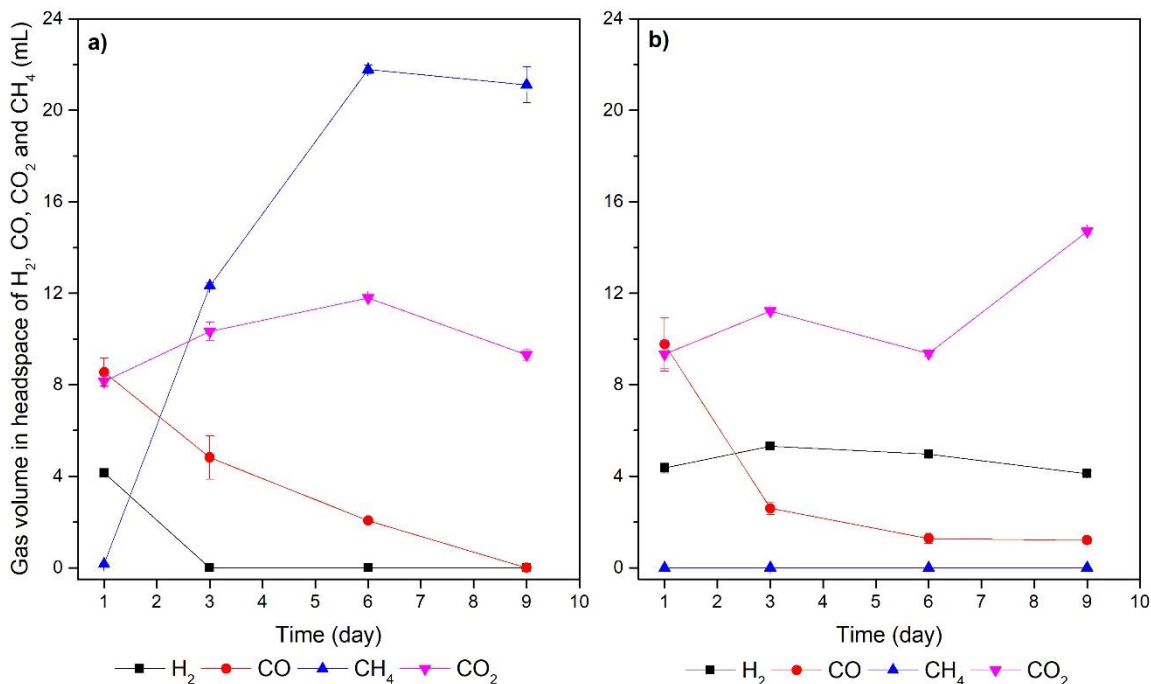 Gas volume in headspace of H₂, CO, CO₂ and CH₄ (mL)
a)
24
20
16
12
8
4
0
1 2 3 4 5 6 7 8 9 10
Time (day)
H₂ CO CH₄ CO₂
b)
24
20
16
12
8
4
0
1 2 3 4 5 6 7 8 9 10
Time (day)
H₂ CO CH₄ CO₂